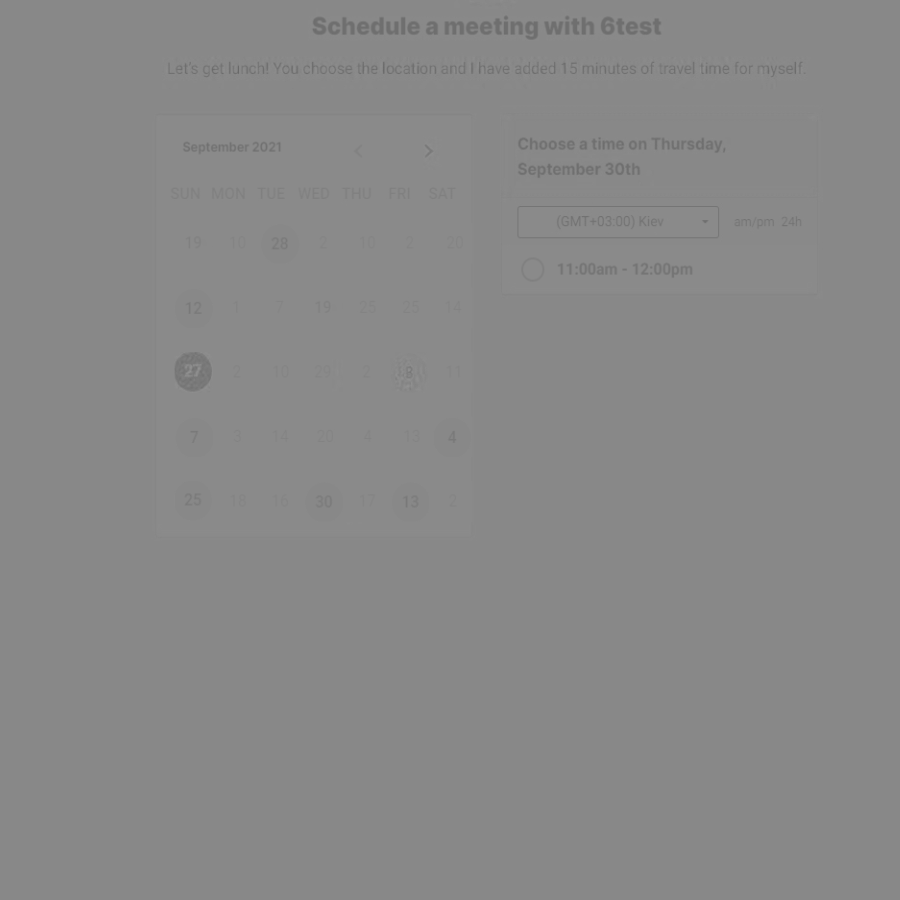 Schedule a meeting with 6test
Let's get lunch! You choose the location and I have added 15 minutes of travel time for myself.
September 2021
SUN MON TUE WED THU FRI SAT
19 10 28 2 10 2 20
12 1 7 19 23 25 14
27 2 10 29 2 8 11
7 3 14 20 4 4
25 18 16 30 17 13 2
Choose a time on Thursday,
September 30th
(GMT+03:00) Kiev am/pm 24h
11:00am - 12:00pm